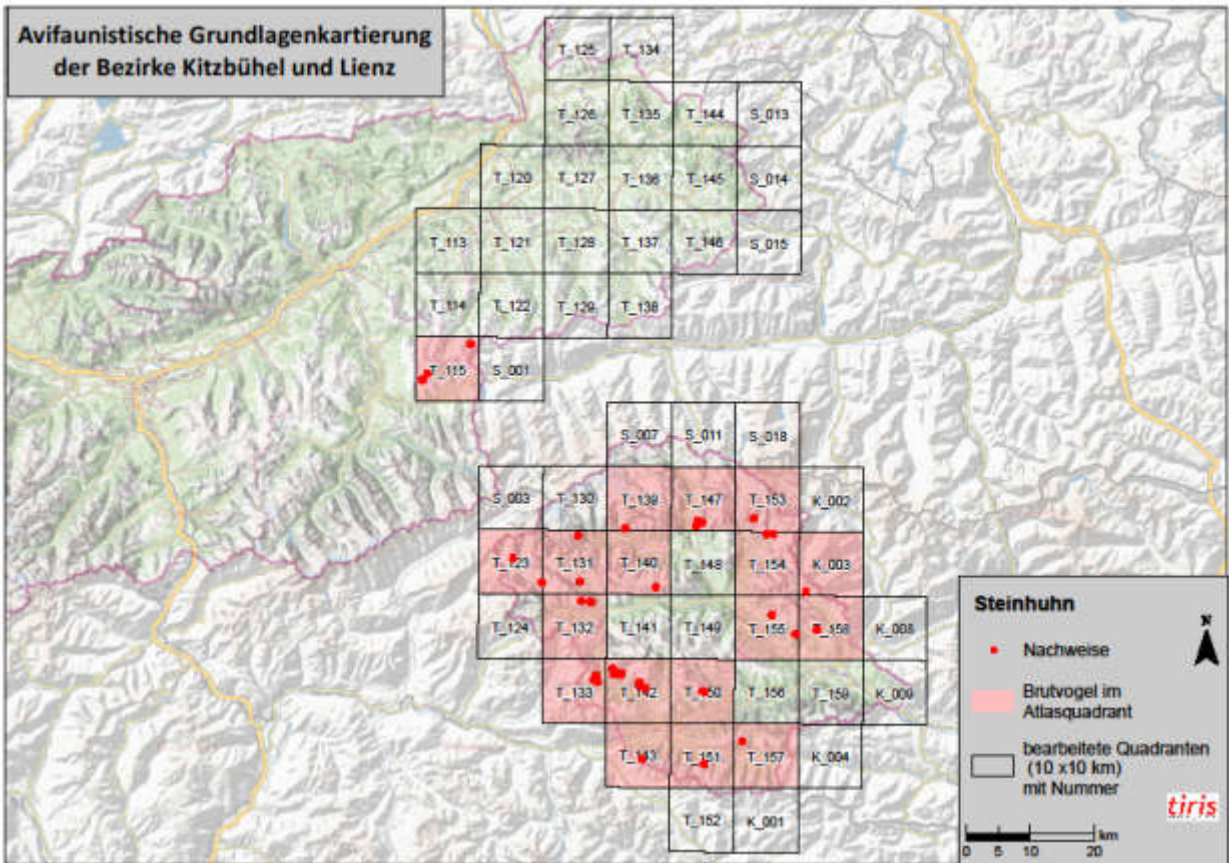 Avifaunistische Grundlagenkartierung
der Bezirke Kitzbühel und Lienz
T_125 T_134
T_126 T_135 T_144 S_013
T_120 T_127 T_136 T_145 S_014
T_113 T_121 T_128 T_137 T_146 S_015
T_114 T_122 T_129 T_138
T_115 S_001
S_007 S_011 S_018
S_003 T_130 T_139 T_147 T_153 K_002
T_123 T_131 T_140 T_148 T_154 K_003
T_124 T_132 T_141 T_149 T_155 T_158 K_008
T_133 T_142 T_150 T_156 T_159 K_009
T_143 T_151 T_157 K_004
T_152 K_001
Steinhuhn
N
Nachweise
Brutvogel im
Atlasquadrant
bearbeitete Quadranten
(10 x10 km)
mit Nummer
tiris
km
0 5 10 20